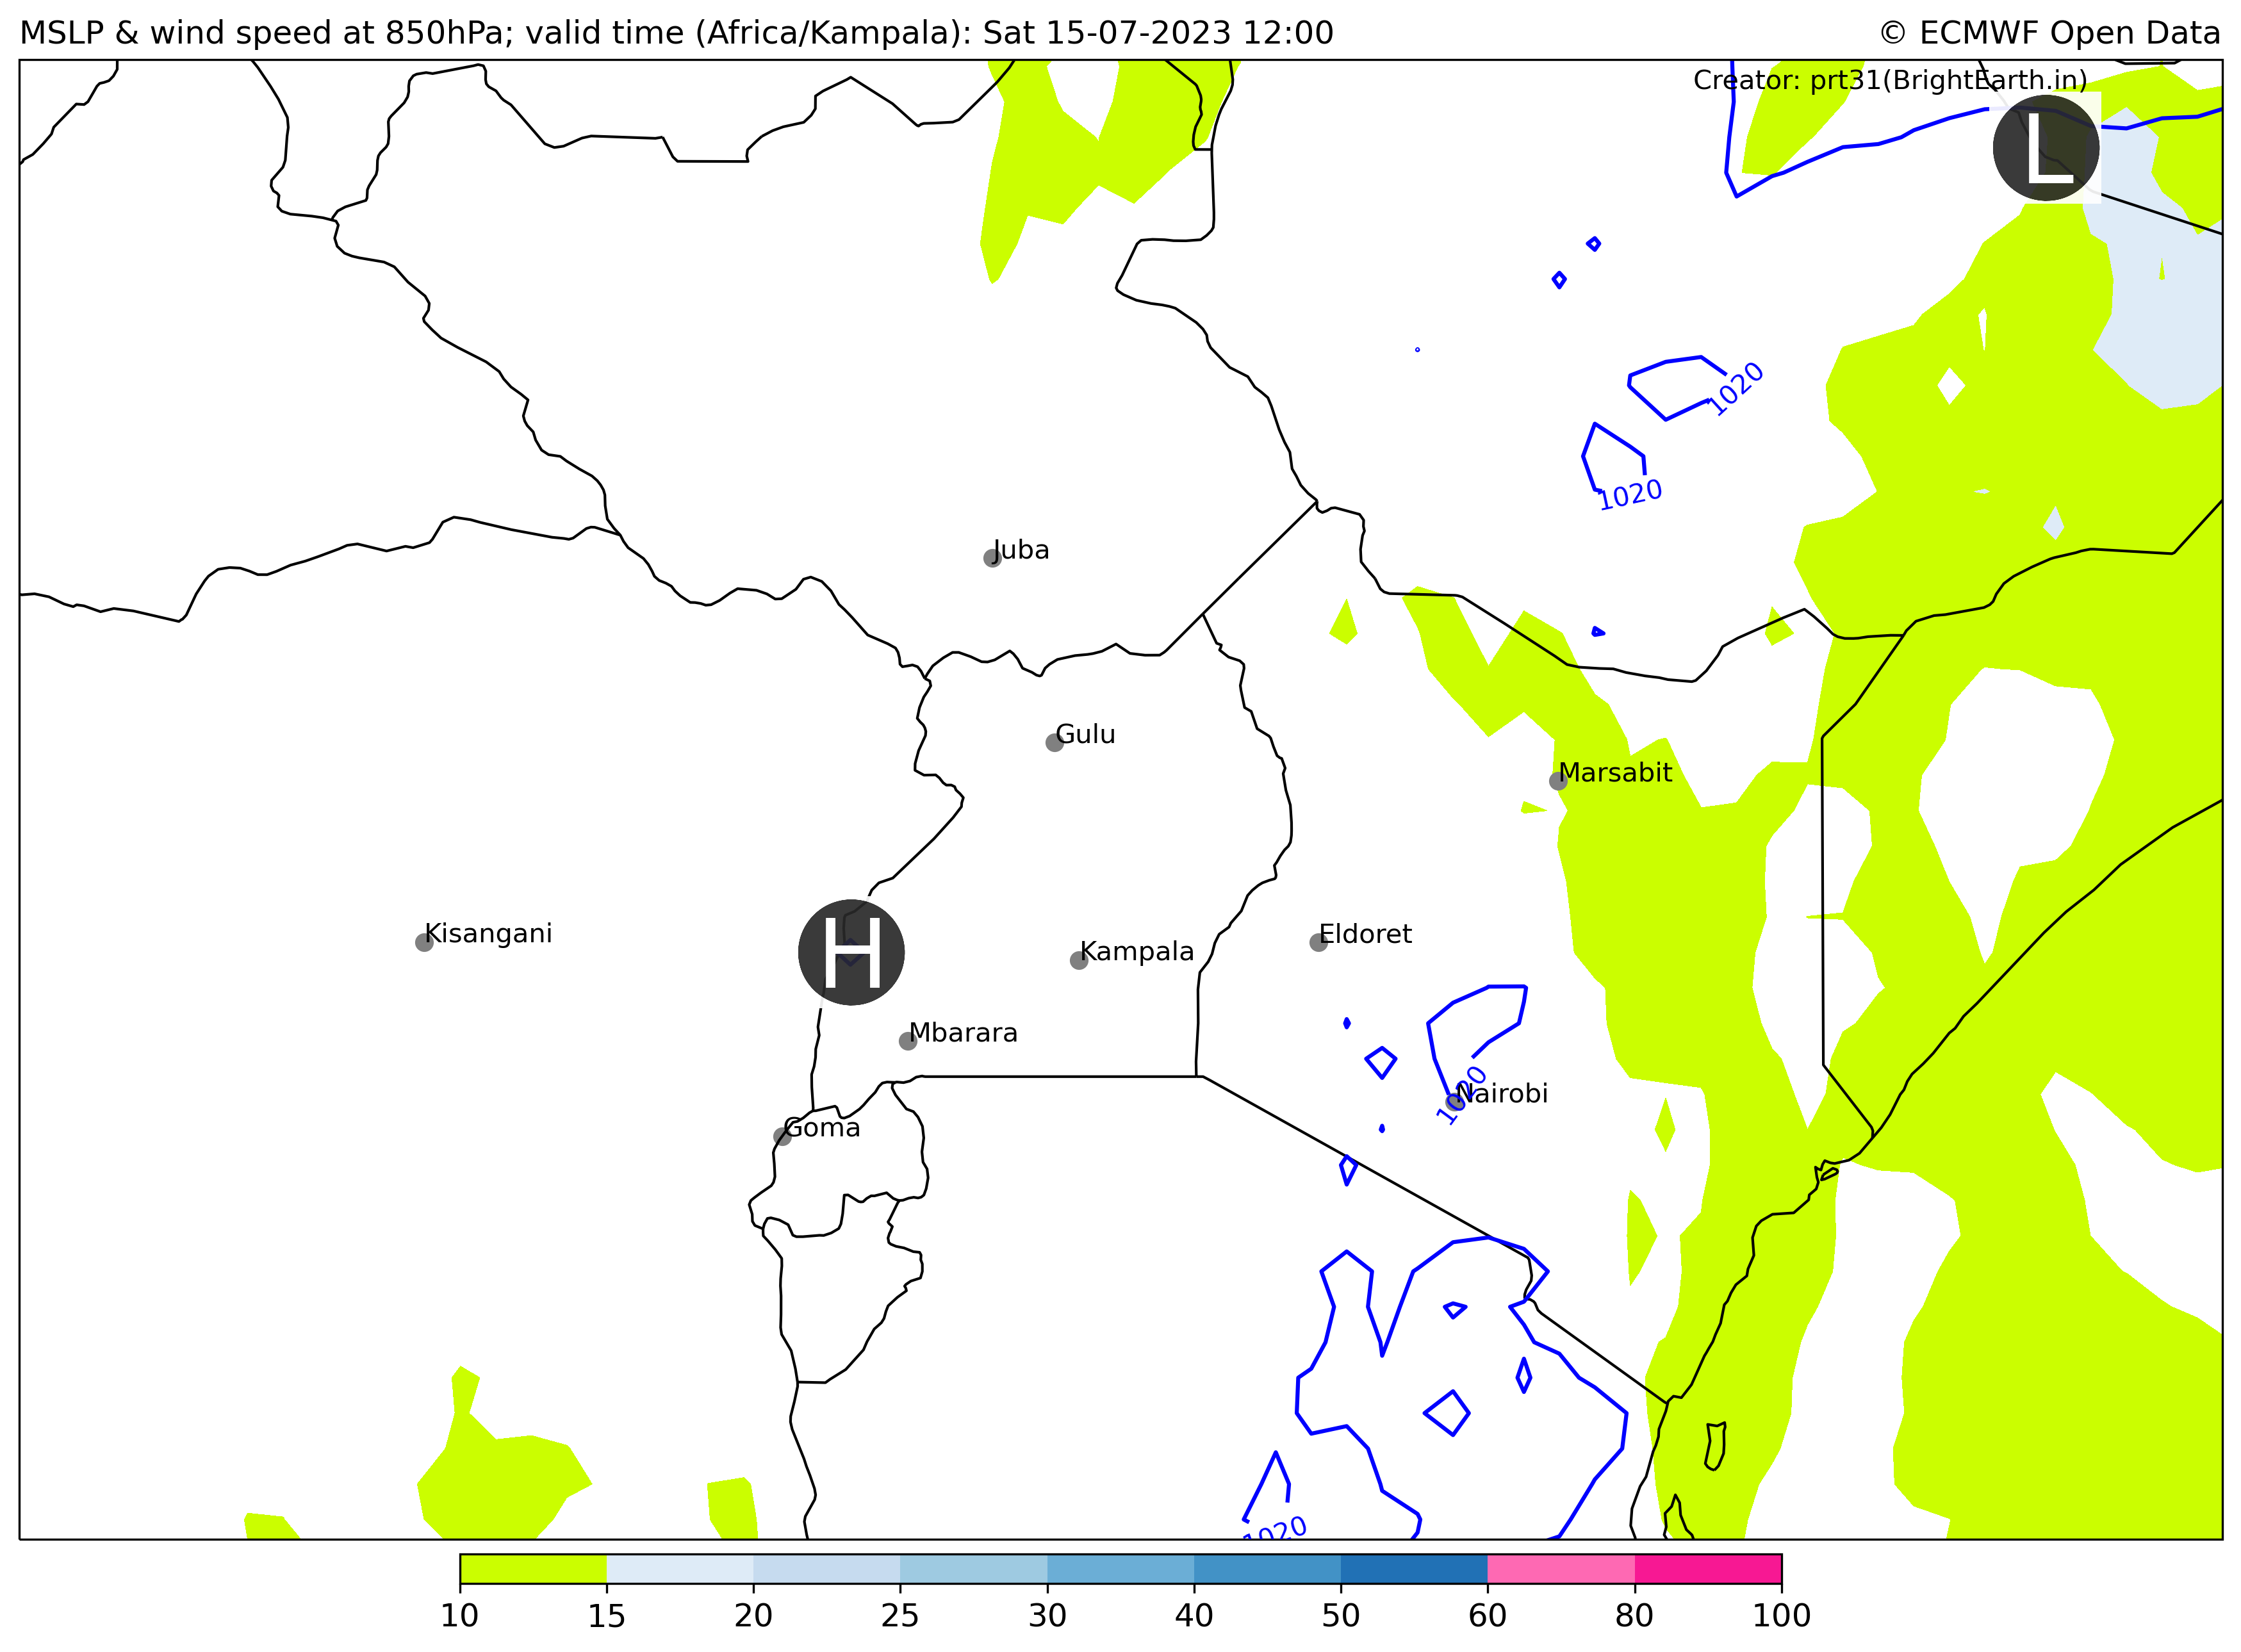 MSLP & wind speed at 850hPa; valid time (Africa/Kampala): Sat 15-07-2023 12:00
© ECMWF Open Data
Creator: prt31(BrightEarth.in)
L
1020
1020
Juba
Gulu
Marsabit
Kisangani
H
Eldoret
Kampala
Mbarara
1020
Nairobi
Goma
1020
10 15 20 25 30 40 50 60 80 100